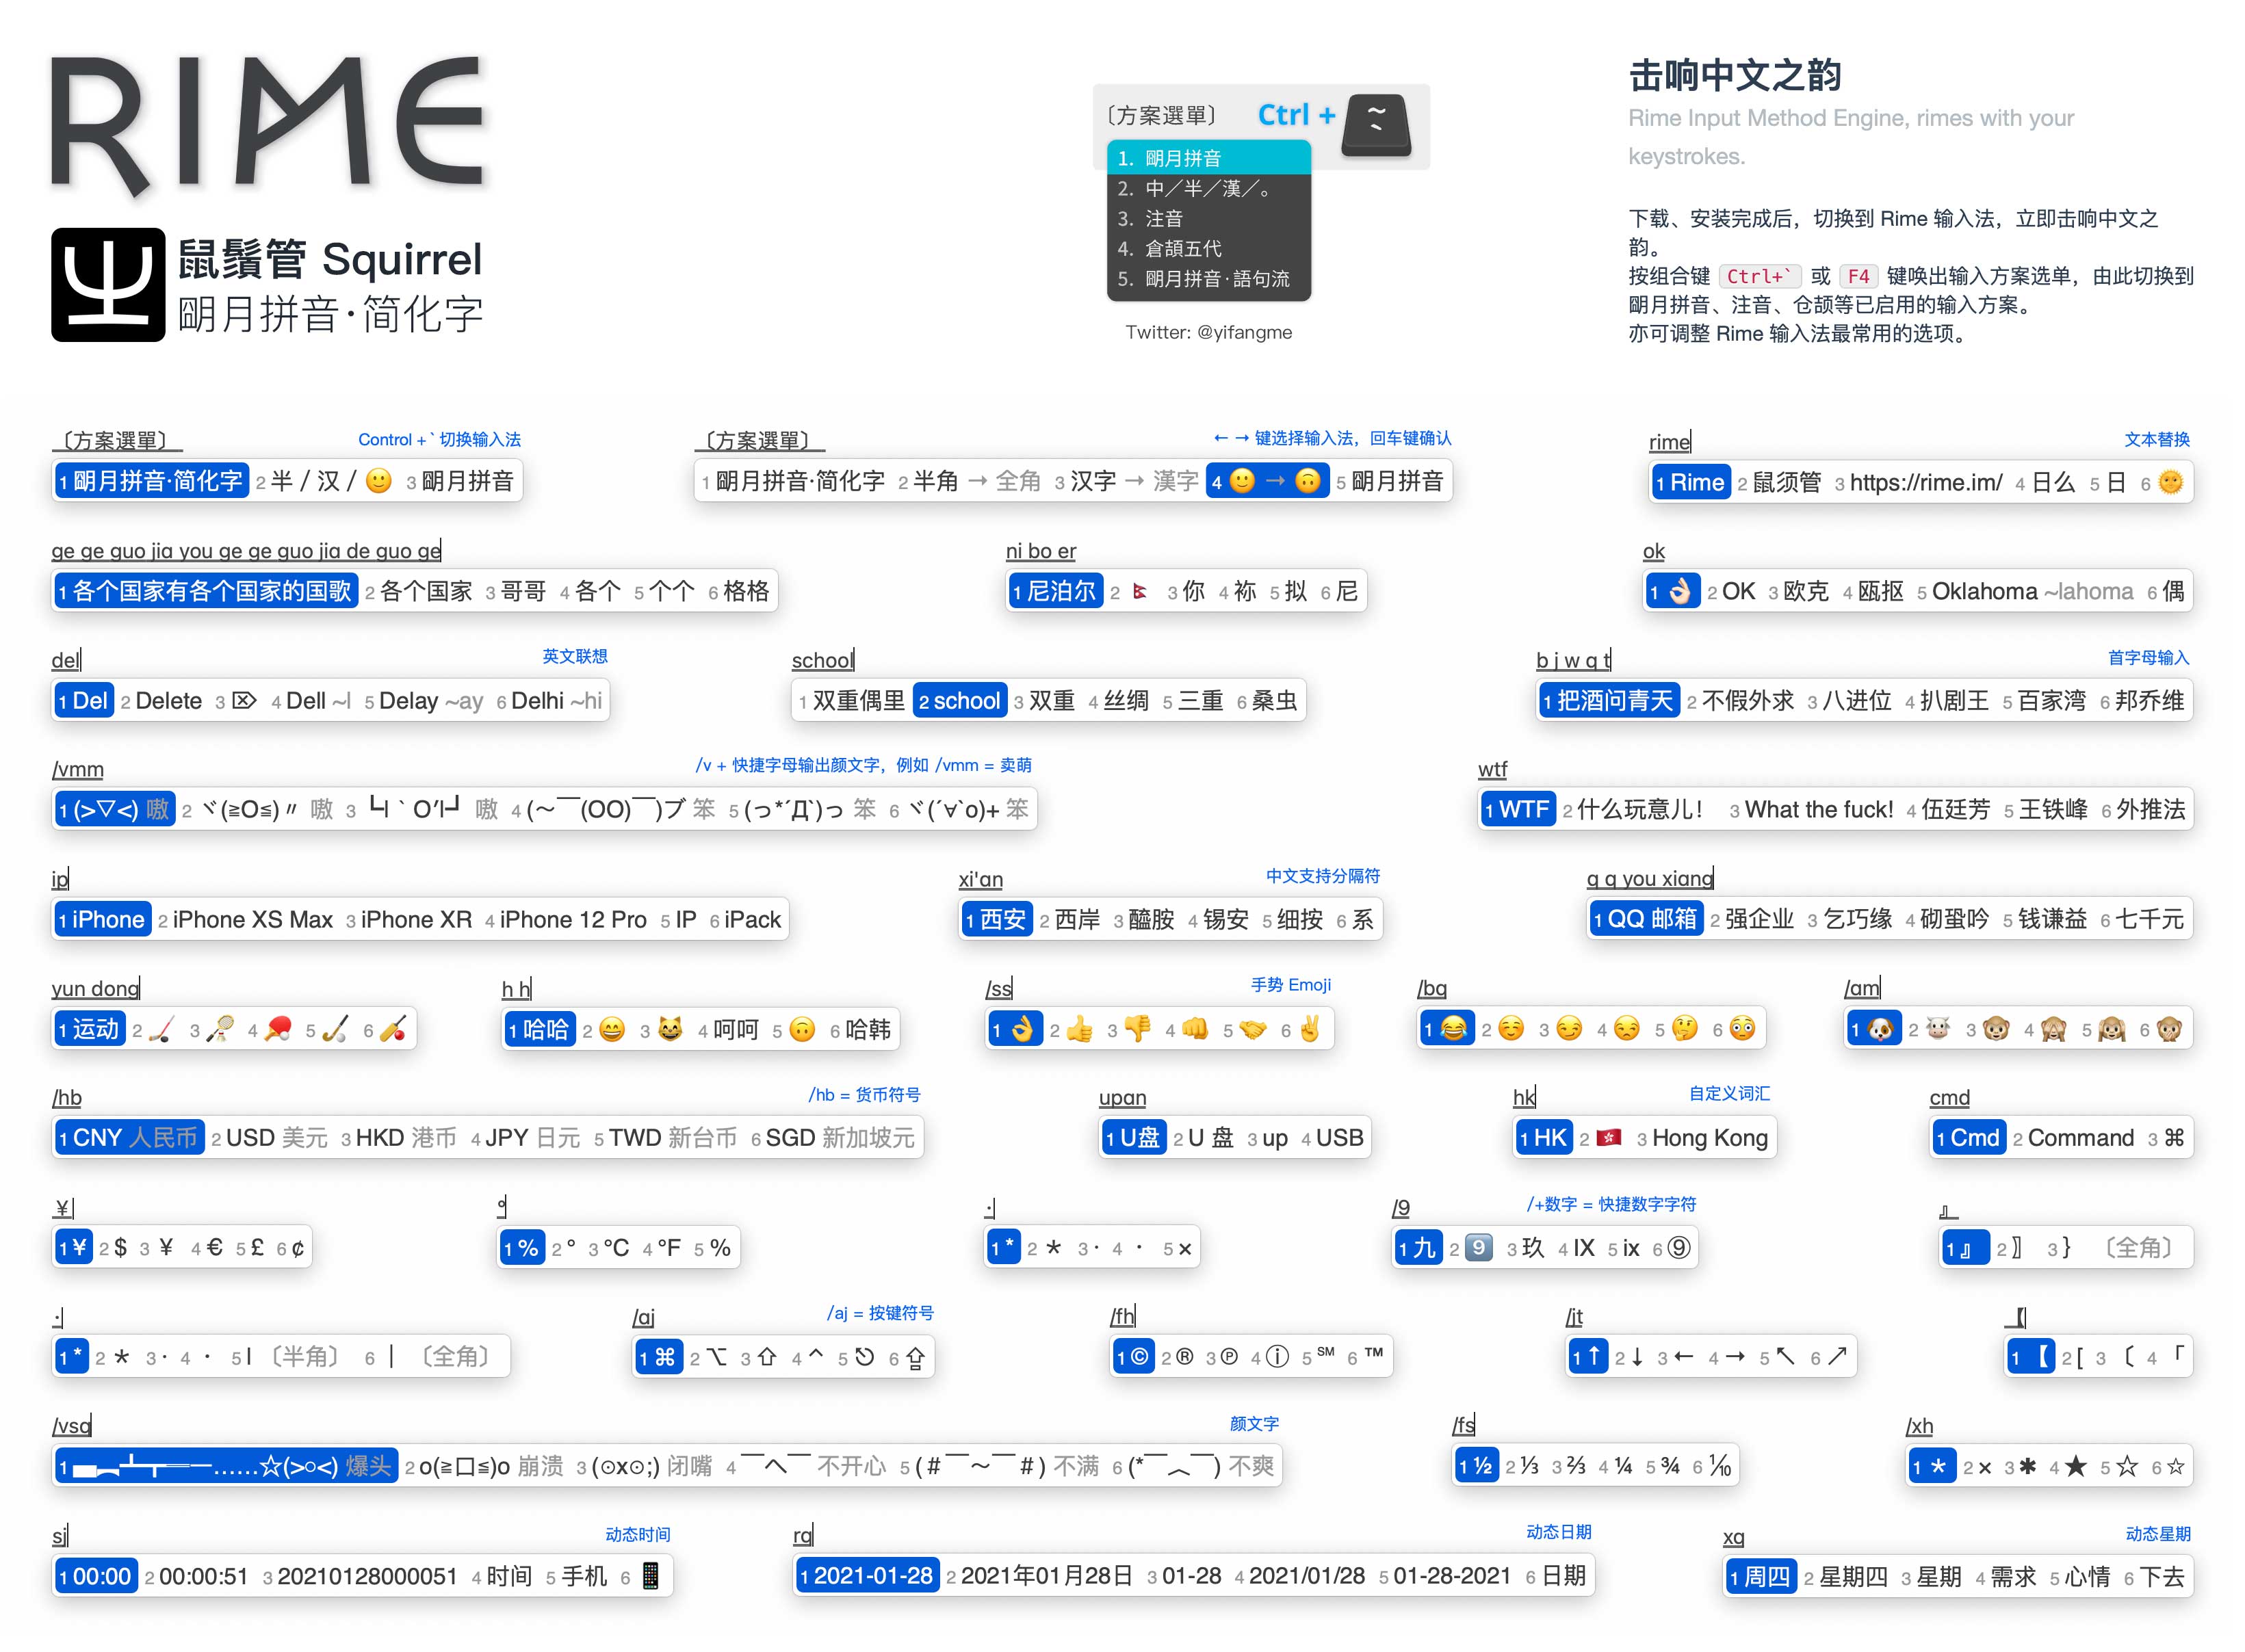 RIME
鼠鬚管 Squirrel
朙月拼音·简化字
〔方案選單〕 Ctrl + ~ `
1. 朙月拼音
2. 中／半／漢／。
3. 注音
4. 倉頡五代
5. 朙月拼音·語句流
Twitter: @yifangme
击响中文之韵
Rime Input Method Engine, rimes with your
keystrokes.
下载、安装完成后，切换到 Rime 输入法，立即击响中文之
韵。
按组合键 Ctrl+` 或 F4 键唤出输入方案选单，由此切换到
朙月拼音、注音、仓颉等已启用的输入方案。
亦可调整 Rime 输入法最常用的选项。
〔方案選單〕 Control +`切换输入法
1 朙月拼音·简化字 2 半 / 汉 / 🙂 3 朙月拼音
〔方案選單〕 ← → 键选择输入法，回车键确认
1 朙月拼音·简化字 2 半角 → 全角 3 汉字 → 漢字 4 🙂 → 🙃 5 朙月拼音
rime 文本替换
1 Rime 2 鼠须管 3 https://rime.im/ 4 日么 5 日 6 🌞
ge ge guo jia you ge ge guo jia de guo ge
1 各个国家有各个国家的国歌 2 各个国家 3 哥哥 4 各个 5 个个 6 格格
ni bo er
1 尼泊尔 2 🇳🇵 3 你 4 祢 5 拟 6 尼
ok
1 👌🏻 2 OK 3 欧克 4 瓯抠 5 Oklahoma ~lahoma 6 偶
del 英文联想
1 Del 2 Delete 3 ⌦ 4 Dell ~l 5 Delay ~ay 6 Delhi ~hi
school
1 双重偶里 2 school 3 双重 4 丝绸 5 三重 6 桑虫
b j w q t 首字母输入
1 把酒问青天 2 不假外求 3 八进位 4 扒剧王 5 百家湾 6 邦乔维
/vmm /v + 快捷字母输出颜文字，例如 /vmm = 卖萌
1 (>▽<) 嗷 2 ヾ(≧O≦)〃 嗷 3 ┗|｀O′|┛ 嗷 4 (～￣(OO)￣)ブ 笨 5 (っ*´Д`)っ 笨 6 ヾ(´∀`o)+ 笨
wtf
1 WTF 2 什么玩意儿！ 3 What the fuck! 4 伍廷芳 5 王铁峰 6 外推法
ip
1 iPhone 2 iPhone XS Max 3 iPhone XR 4 iPhone 12 Pro 5 IP 6 iPack
xi'an 中文支持分隔符
1 西安 2 西岸 3 醯胺 4 锡安 5 细按 6 系
q q you xiang
1 QQ 邮箱 2 强企业 3 乞巧缘 4 砌蛩吟 5 钱谦益 6 七千元
yun dong
1 运动 2 🏒 3 🏸 4 🏓 5 🏑 6 🏏
h h
1 哈哈 2 😄 3 😺 4 呵呵 5 🙃 6 哈韩
/ss 手势 Emoji
1 👌 2 👍 3 👎 4 👊 5 🤝 6 ✌️
/bq
1 😂 2 ☺️ 3 😏 4 😒 5 🤔 6 😳
/am
1 🐶 2 🐮 3 🐵 4 🙈 5 🙉 6 🙊
/hb /hb = 货币符号
1 CNY 人民币 2 USD 美元 3 HKD 港币 4 JPY 日元 5 TWD 新台币 6 SGD 新加坡元
upan
1 U盘 2 U 盘 3 up 4 USB
hk 自定义词汇
1 HK 2 🇭🇰 3 Hong Kong
cmd
1 Cmd 2 Command 3 ⌘
¥
1 ¥ 2 $ 3 ￥ 4 € 5 £ 6 ¢
°
1 % 2 ° 3 ℃ 4 ℉ 5 %
·
1 * 2 ＊ 3 · 4 ・ 5 ×
/9 /+数字 = 快捷数字字符
1 九 2 9️⃣ 3 玖 4 Ⅸ 5 ⅸ 6 ⑨
』
1 』 2 〗 3 } 〔全角〕
·
1 * 2 ＊ 3 · 4 ・ 5 | 〔半角〕 6 ｜ 〔全角〕
/aj /aj = 按键符号
1 ⌘ 2 ⌥ 3 ⇧ 4 ⌃ 5 ⎋ 6 ⇪
/fh
1 © 2 ® 3 ℗ 4 ⓘ 5 ℠ 6 ™
/jt
1 ↑ 2 ↓ 3 ← 4 → 5 ↖ 6 ↗
【
1 【 2 [ 3 〔 4 「
/vsq 颜文字
1 ▄︻┻┳══━一……☆(>○<) 爆头 2 o(≧口≦)o 崩溃 3 (⊙x⊙;) 闭嘴 4 ￣へ￣ 不开心 5 (＃￣～￣＃) 不满 6 (*￣︿￣) 不爽
/fs
1 ½ 2 ⅓ 3 ⅔ 4 ¼ 5 ¾ 6 ⅒
/xh
1 ＊ 2 × 3 ✱ 4 ★ 5 ☆ 6 ⭐︎
sj 动态时间
1 00:00 2 00:00:51 3 20210128000051 4 时间 5 手机 6 📱
rq 动态日期
1 2021-01-28 2 2021年01月28日 3 01-28 4 2021/01/28 5 01-28-2021 6 日期
xq 动态星期
1 周四 2 星期四 3 星期 4 需求 5 心情 6 下去